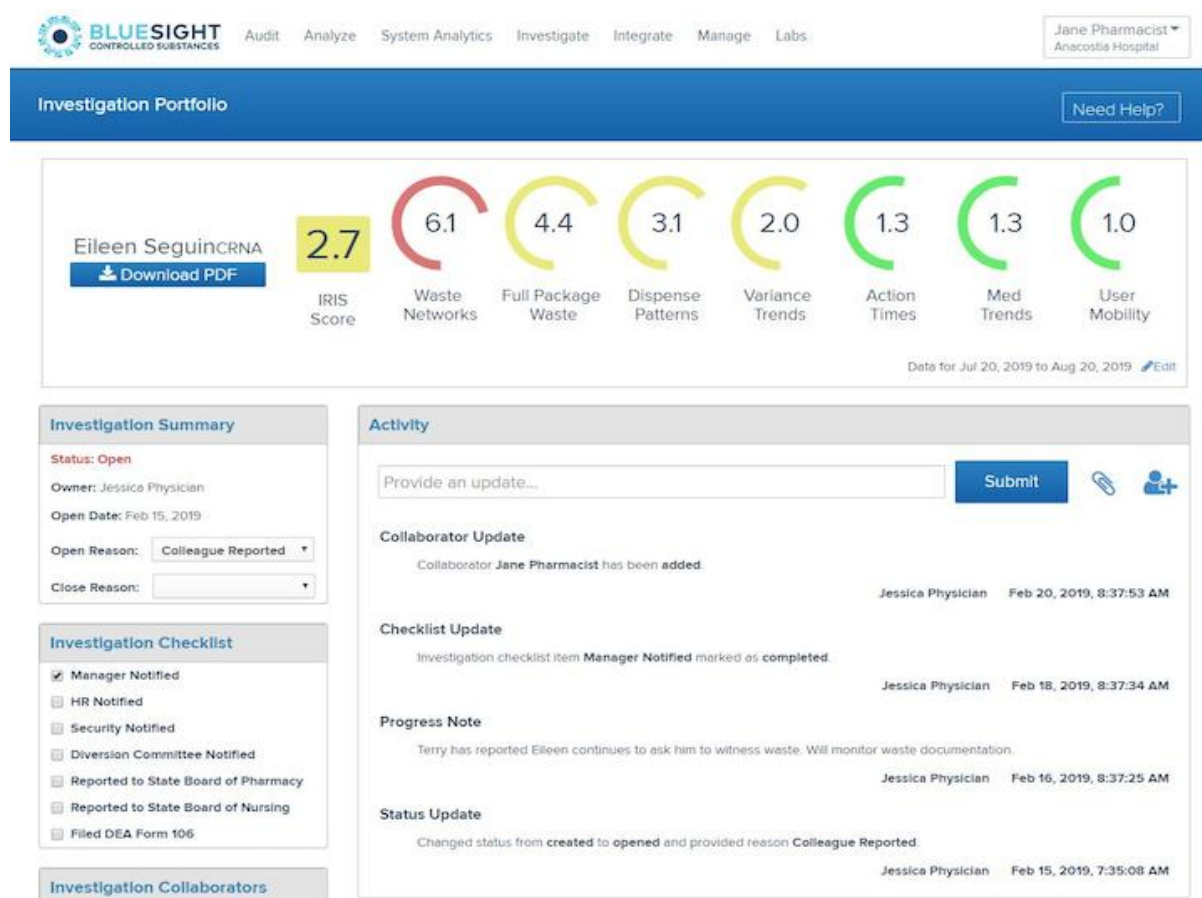 BLUESIGHT
CONTROLLED SUBSTANCES
Audit Analyze System Analytics Investigate Integrate Manage Labs
Jane Pharmacist
Anacostia Hospital
Investigation Portfolio
Need Help?
Eileen Seguin CRNA
Download PDF
2.7
IRIS
Score
6.1
Waste
Networks
4.4
Full Package
Waste
3.1
Dispense
Patterns
2.0
Variance
Trends
1.3
Action
Times
1.3
Med
Trends
1.0
User
Mobility
Data for Jul 20, 2019 to Aug 20, 2019 Edit
Investigation Summary
Status: Open
Owner: Jessica Physician
Open Date: Feb 15, 2019
Open Reason: Colleague Reported
Close Reason:
Investigation Checklist
Manager Notified
HR Notified
Security Notified
Diversion Committee Notified
Reported to State Board of Pharmacy
Reported to State Board of Nursing
Filed DEA Form 106
Investigation Collaborators
Activity
Provide an update...
Submit
Collaborator Update
Collaborator Jane Pharmacist has been added.
Jessica Physician Feb 20, 2019, 8:37:53 AM
Checklist Update
Investigation checklist item Manager Notified marked as completed.
Jessica Physician Feb 18, 2019, 8:37:34 AM
Progress Note
Terry has reported Eileen continues to ask him to witness waste. Will monitor waste documentation.
Jessica Physician Feb 16, 2019, 8:37:25 AM
Status Update
Changed status from created to opened and provided reason Colleague Reported.
Jessica Physician Feb 15, 2019, 7:35:08 AM